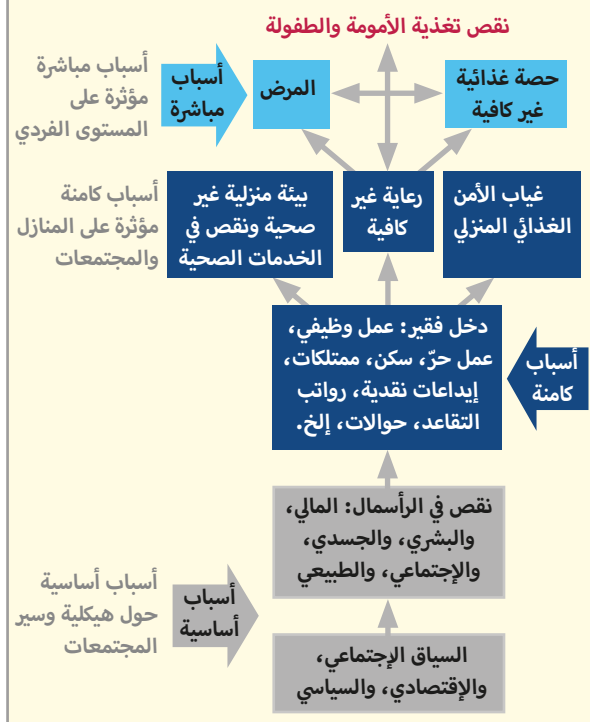 نقص تغذية الأمومة والطفولة
حصة غذائية
غير كافية
المرض
أسباب
مباشرة
أسباب مباشرة
مؤثرة على
المستوى الفردي
غياب الأمن
الغذائي المنزلي
رعاية غير
كافية
بيئة منزلية غير
صحية ونقص في
الخدمات الصحية
أسباب كامنة
مؤثرة على المنازل
والمجتمعات
أسباب
كامنة
دخل فقير: عمل وظيفي،
عمل حرّ، سكن، ممتلكات،
إيداعات نقدية، رواتب
التقاعد، حوالات، إلخ.
نقص في الرأسمال: المالي،
والبشري، والجسدي،
والإجتماعي، والطبيعي
أسباب
أساسية
أسباب أساسية
حول هيكلية وسير
المجتمعات
السياق الإجتماعي،
والإقتصادي، والسياسي